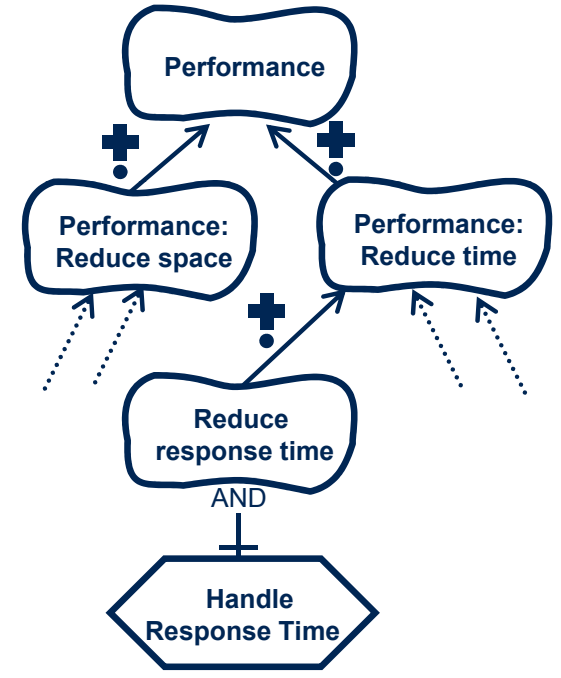 Performance
Performance:
Reduce space
Performance:
Reduce time
Reduce
response time
AND
Handle
Response Time